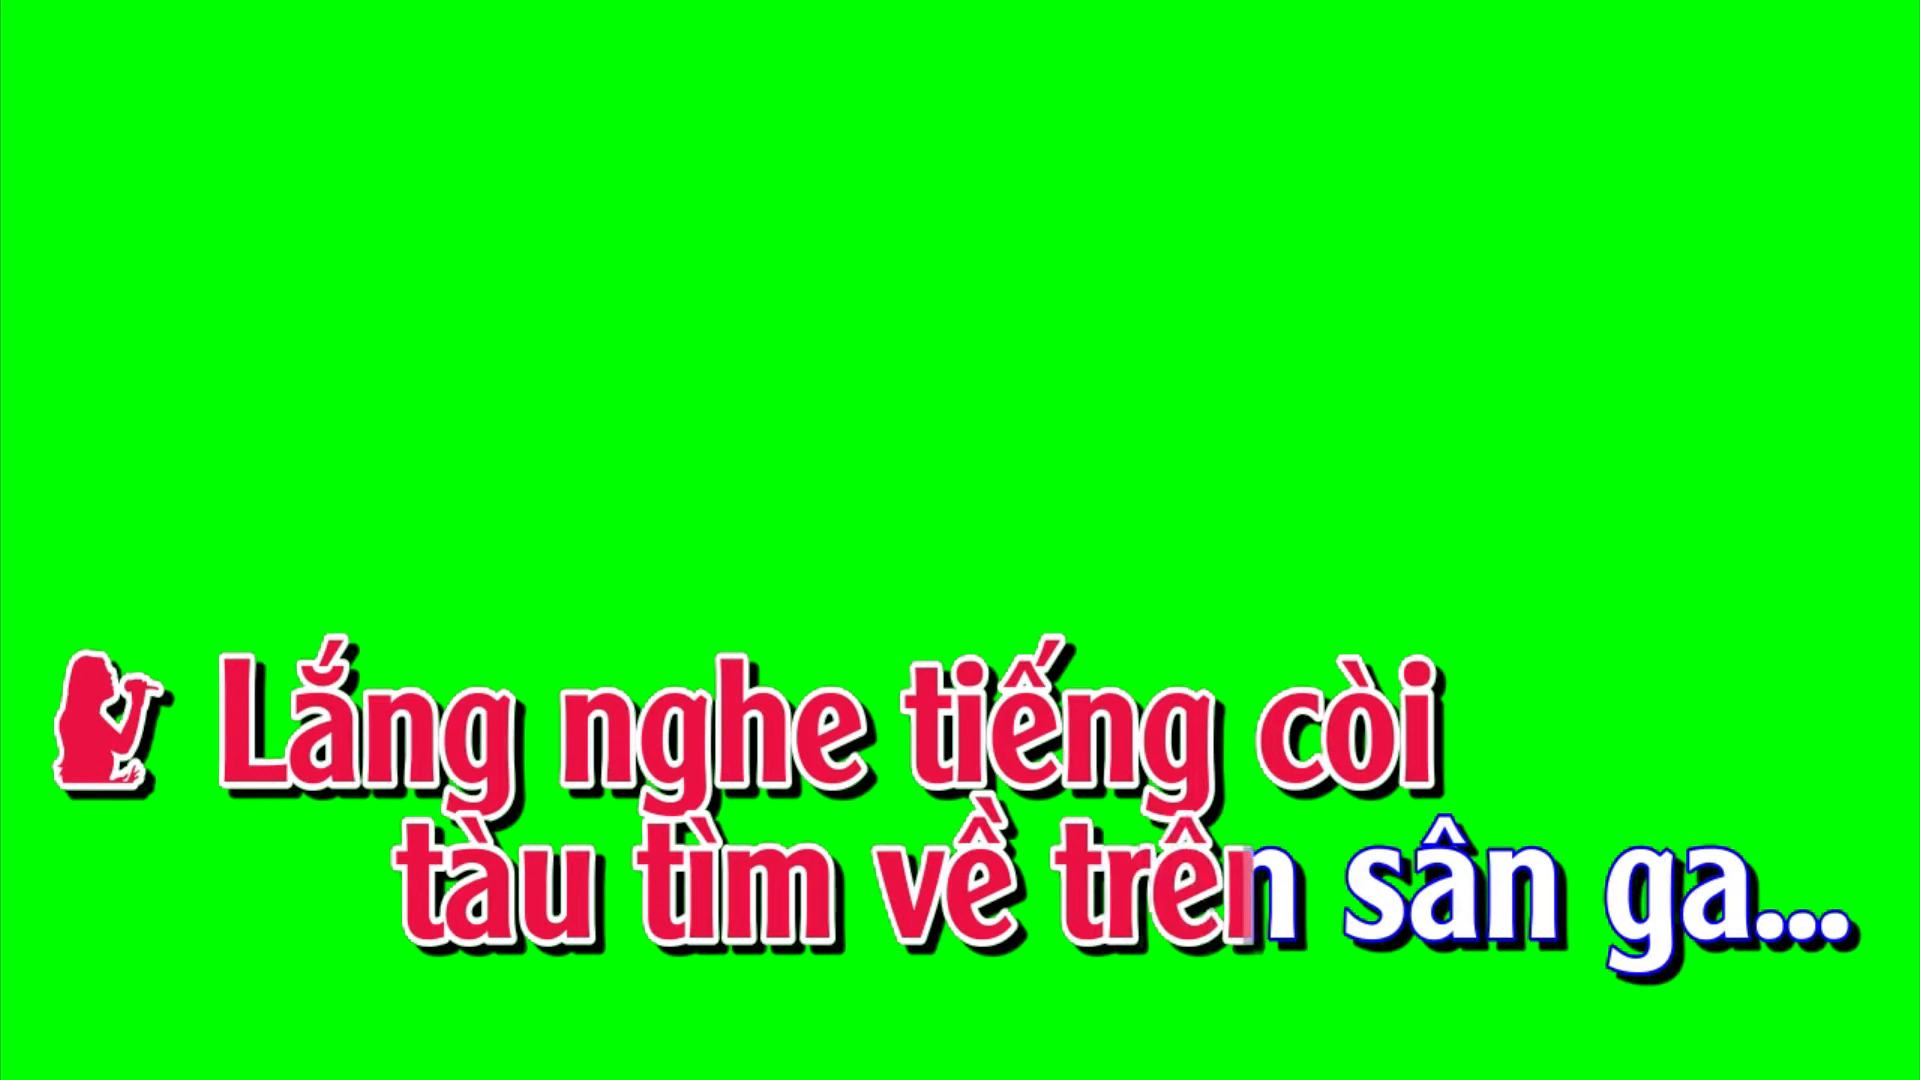 Lắng nghe tiếng còi
tàu tìm về trên sân ga...